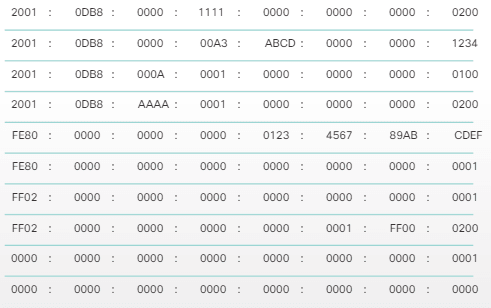 2001 : 0DB8 : 0000 : 1111 : 0000 : 0000 : 0000 : 0200
2001 : 0DB8 : 0000 : 00A3 : ABCD : 0000 : 0000 : 1234
2001 : 0DB8 : 000A : 0001 : 0000 : 0000 : 0000 : 0100
2001 : 0DB8 : AAAA : 0001 : 0000 : 0000 : 0000 : 0200
FE80 : 0000 : 0000 : 0000 : 0123 : 4567 : 89AB : CDEF
FE80 : 0000 : 0000 : 0000 : 0000 : 0000 : 0000 : 0001
FF02 : 0000 : 0000 : 0000 : 0000 : 0000 : 0000 : 0001
FF02 : 0000 : 0000 : 0000 : 0000 : 0001 : FF00 : 0200
0000 : 0000 : 0000 : 0000 : 0000 : 0000 : 0000 : 0001
0000 : 0000 : 0000 : 0000 : 0000 : 0000 : 0000 : 0000